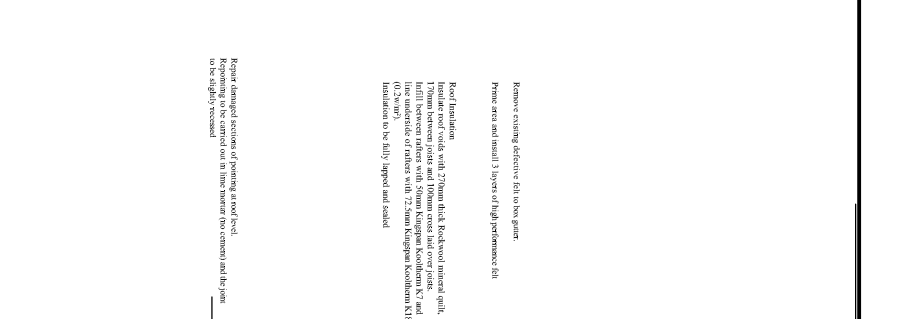 Remove existing defective felt to box gutter.
Prime area and install 3 layers of high performance felt
Roof Insulation
Insulate roof voids with 270mm thick Rockwool mineral quilt,
170mm between joists and 100mm cross laid over joists.
Infill between rafters with 50mm Kingspan Kooltherm K7 and
line underside of rafters with 72.5mm Kingspan Kooltherm K18
(0.2w/m²).
Insulation to be fully lapped and sealed
Repair damaged sections of pointing at roof level.
Repointing to be carried out in lime mortar (no cement) and the joint
to be slightly recessed